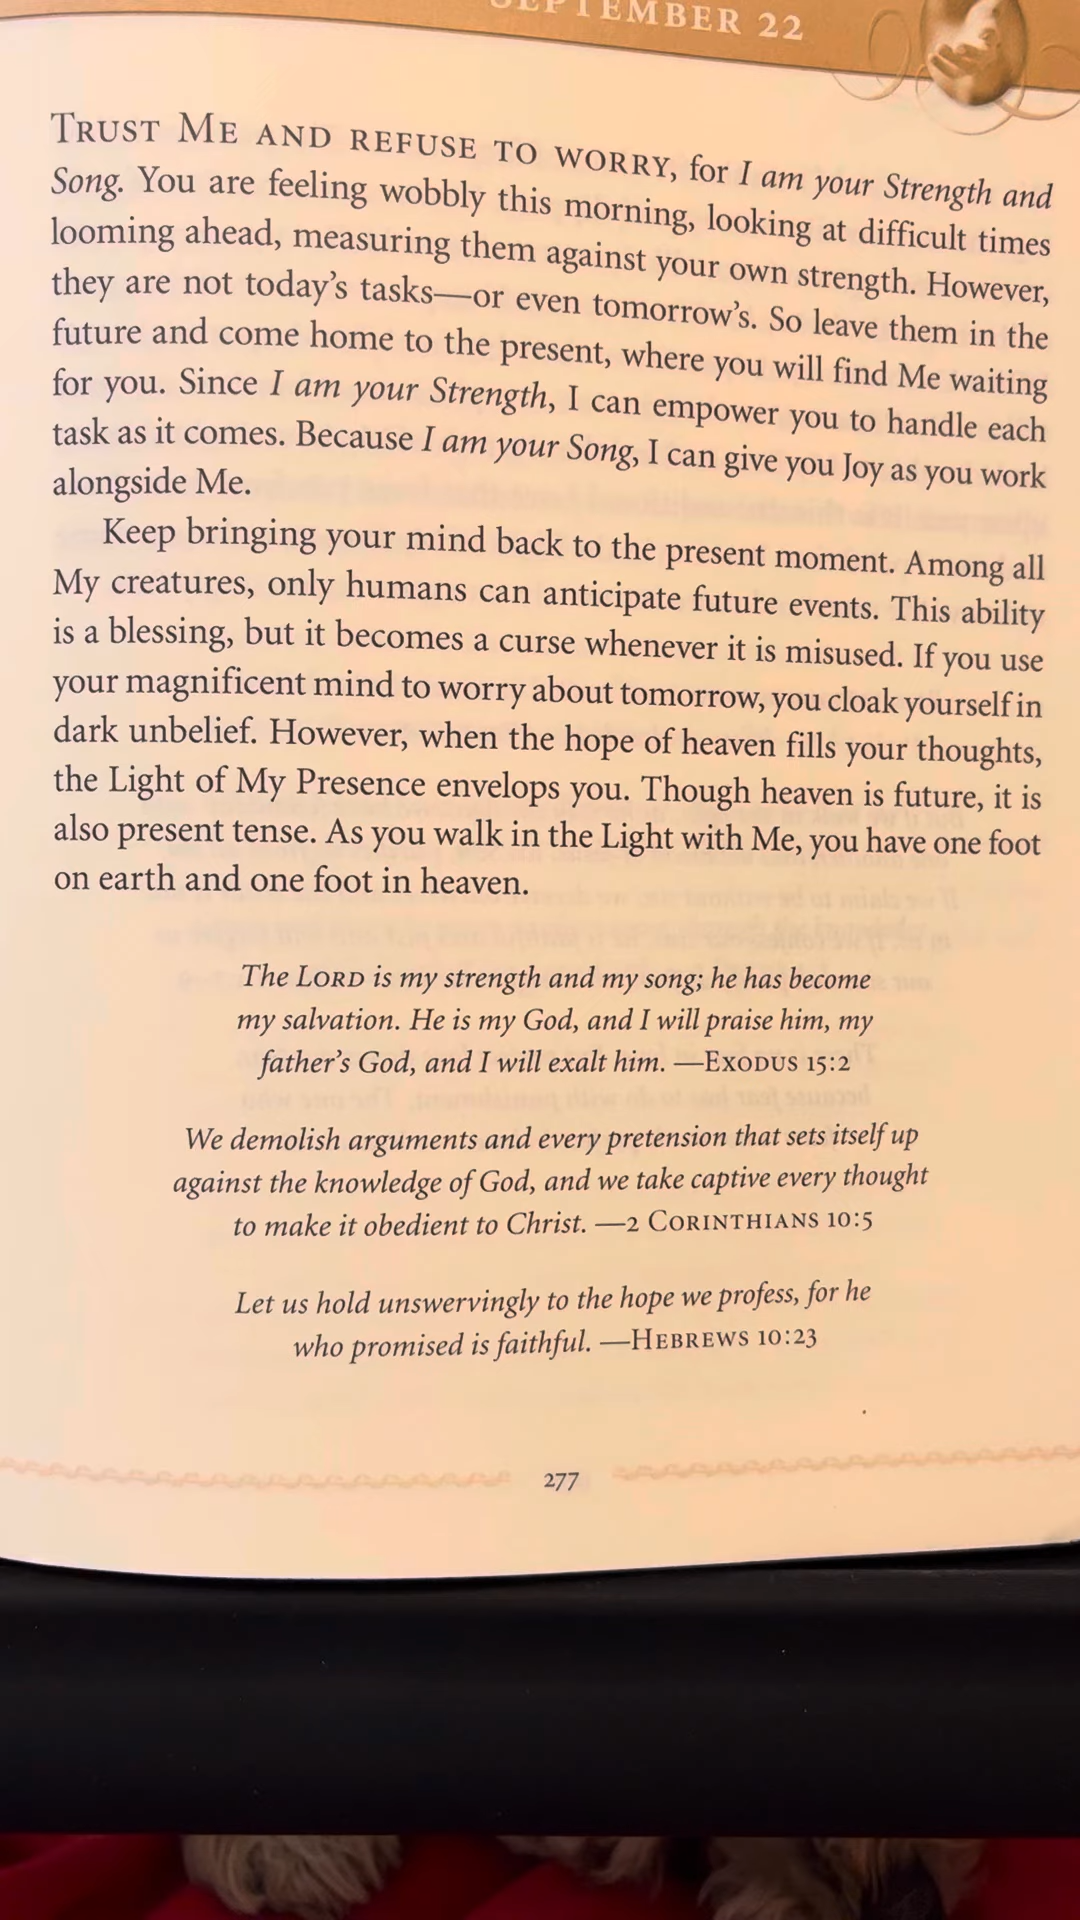 SEPTEMBER 22
TRUST ME AND REFUSE TO WORRY, for I am your Strength and
Song. You are feeling wobbly this morning, looking at difficult times
looming ahead, measuring them against your own strength. However,
they are not today's tasks—or even tomorrow's. So leave them in the
future and come home to the present, where you will find Me waiting
for you. Since I am your Strength, I can empower you to handle each
task as it comes. Because I am your Song, I can give you Joy as you work
alongside Me.
Keep bringing your mind back to the present moment. Among all
My creatures, only humans can anticipate future events. This ability
is a blessing, but it becomes a curse whenever it is misused. If you use
your magnificent mind to worry about tomorrow, you cloak yourself in
dark unbelief. However, when the hope of heaven fills your thoughts,
the Light of My Presence envelops you. Though heaven is future, it is
also present tense. As you walk in the Light with Me, you have one foot
on earth and one foot in heaven.
The LORD is my strength and my song; he has become
my salvation. He is my God, and I will praise him, my
father's God, and I will exalt him. —EXODUS 15:2
We demolish arguments and every pretension that sets itself up
against the knowledge of God, and we take captive every thought
to make it obedient to Christ. —2 CORINTHIANS 10:5
Let us hold unswervingly to the hope we profess, for he
who promised is faithful. —HEBREWS 10:23
277